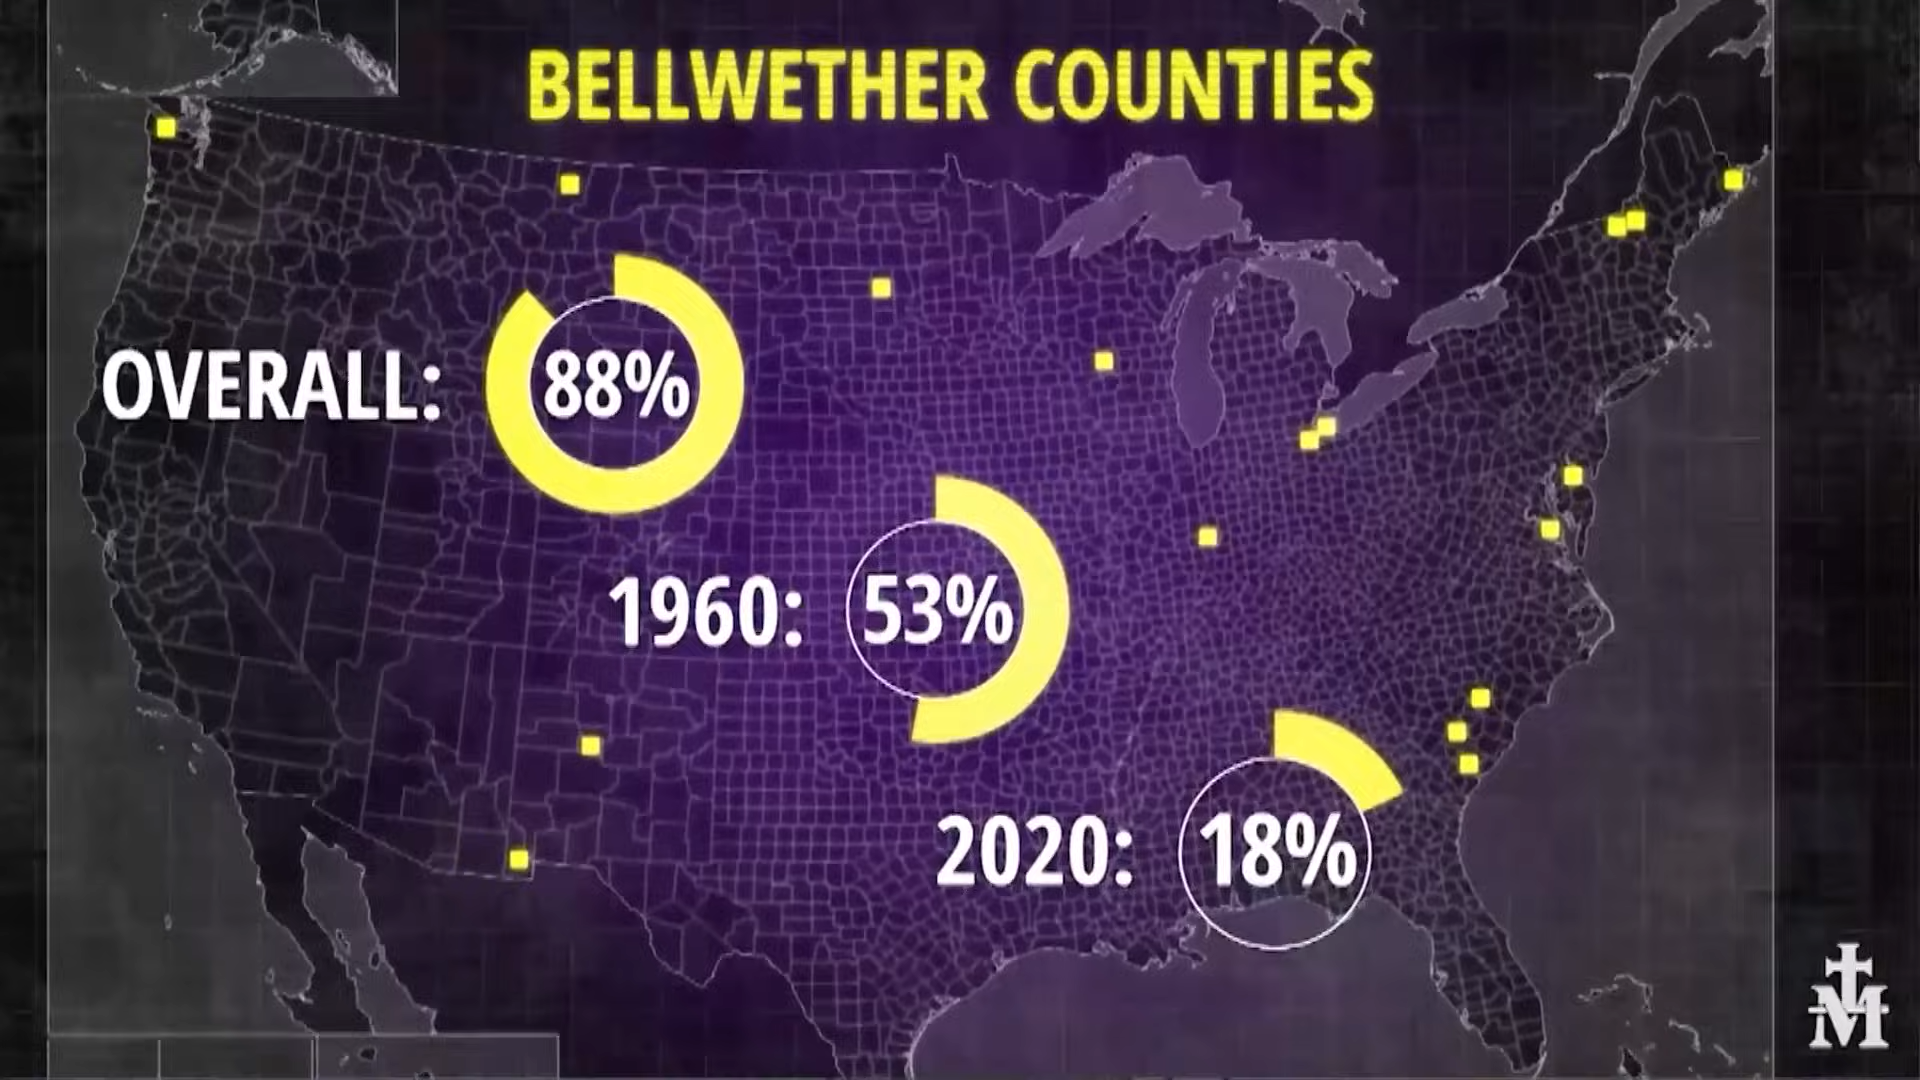 BELLWETHER COUNTIES
OVERALL: 88%
1960: 53%
2020: 18%
M